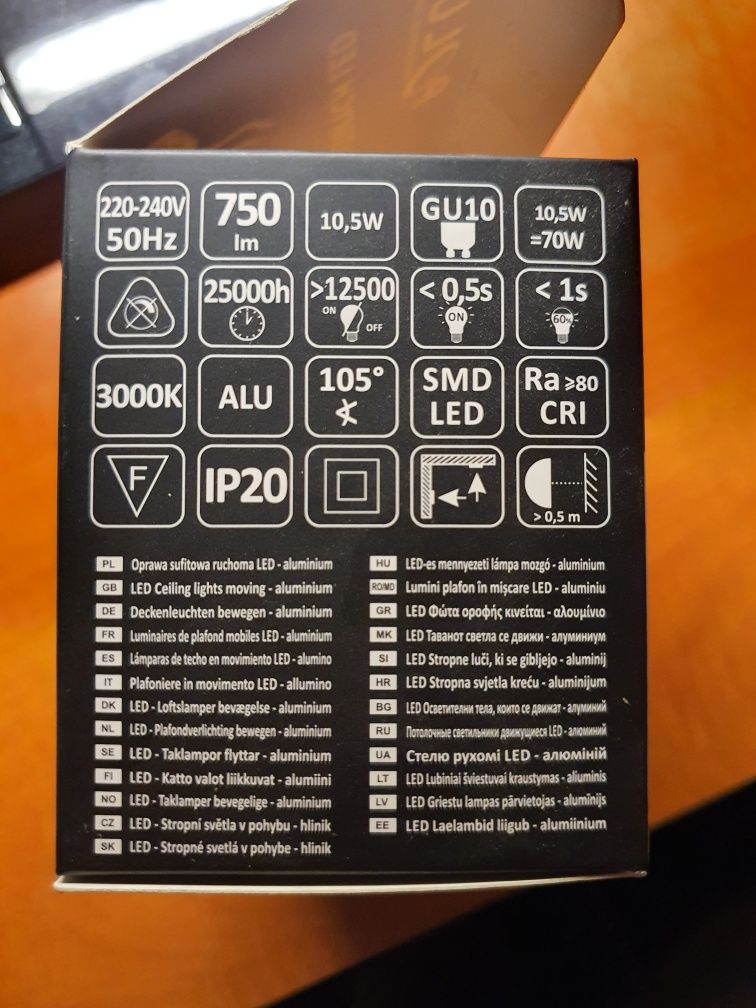 220-240V
50Hz
750
lm
10,5W
GU10
10,5W
=70W
25000h
>12500
ON
OFF
< 0,5s
ON
< 1s
60%
3000K
ALU
105°
SMD
LED
Ra ≥80
CRI
F
IP20
> 0,5 m
PL Oprawa sufitowa ruchoma LED - aluminium
GB LED Ceiling lights moving - aluminium
DE Deckenleuchten bewegen - aluminium
FR Luminaires de plafond mobiles LED - aluminium
ES Lámparas de techo en movimiento LED - alumino
IT Plafoniere in movimento LED - allumino
DK LED - Loftslamper bevægelse - aluminium
NL LED - Plafondverlichting bewegen - aluminium
SE LED - Taklampor flyttar - aluminium
FI LED - Katto valot liikkuvat - alumiini
NO LED - Taklamper bevegelige - aluminium
CZ LED - Stropní světla v pohybu - hlinik
SK LED - Stropné svetlá v pohybe - hlinik
HU LED-es mennyezeti lámpa mozgó - aluminium
RO/MD Lumini plafon în mișcare LED - aluminiu
GR LED Φώτα οροφής κινείται - αλουμίνιο
MK LED Таванот светла се движи - алуминиум
SI LED Stropne luči, ki se gibljejo - aluminij
HR LED Stropna svjetla kreću - aluminijum
BG LED Осветителни тела, които се движат - алуминий
RU Потолочные светильники движущиеся LED - алюминий
UA Стелю рухомі LED - алюміній
LT LED Lubiniai šviestuvai kraustymas - aliuminis
LV LED Griestu lampas pārvietojas - alumīnijs
EE LED Laelambid liigub - alumiinium